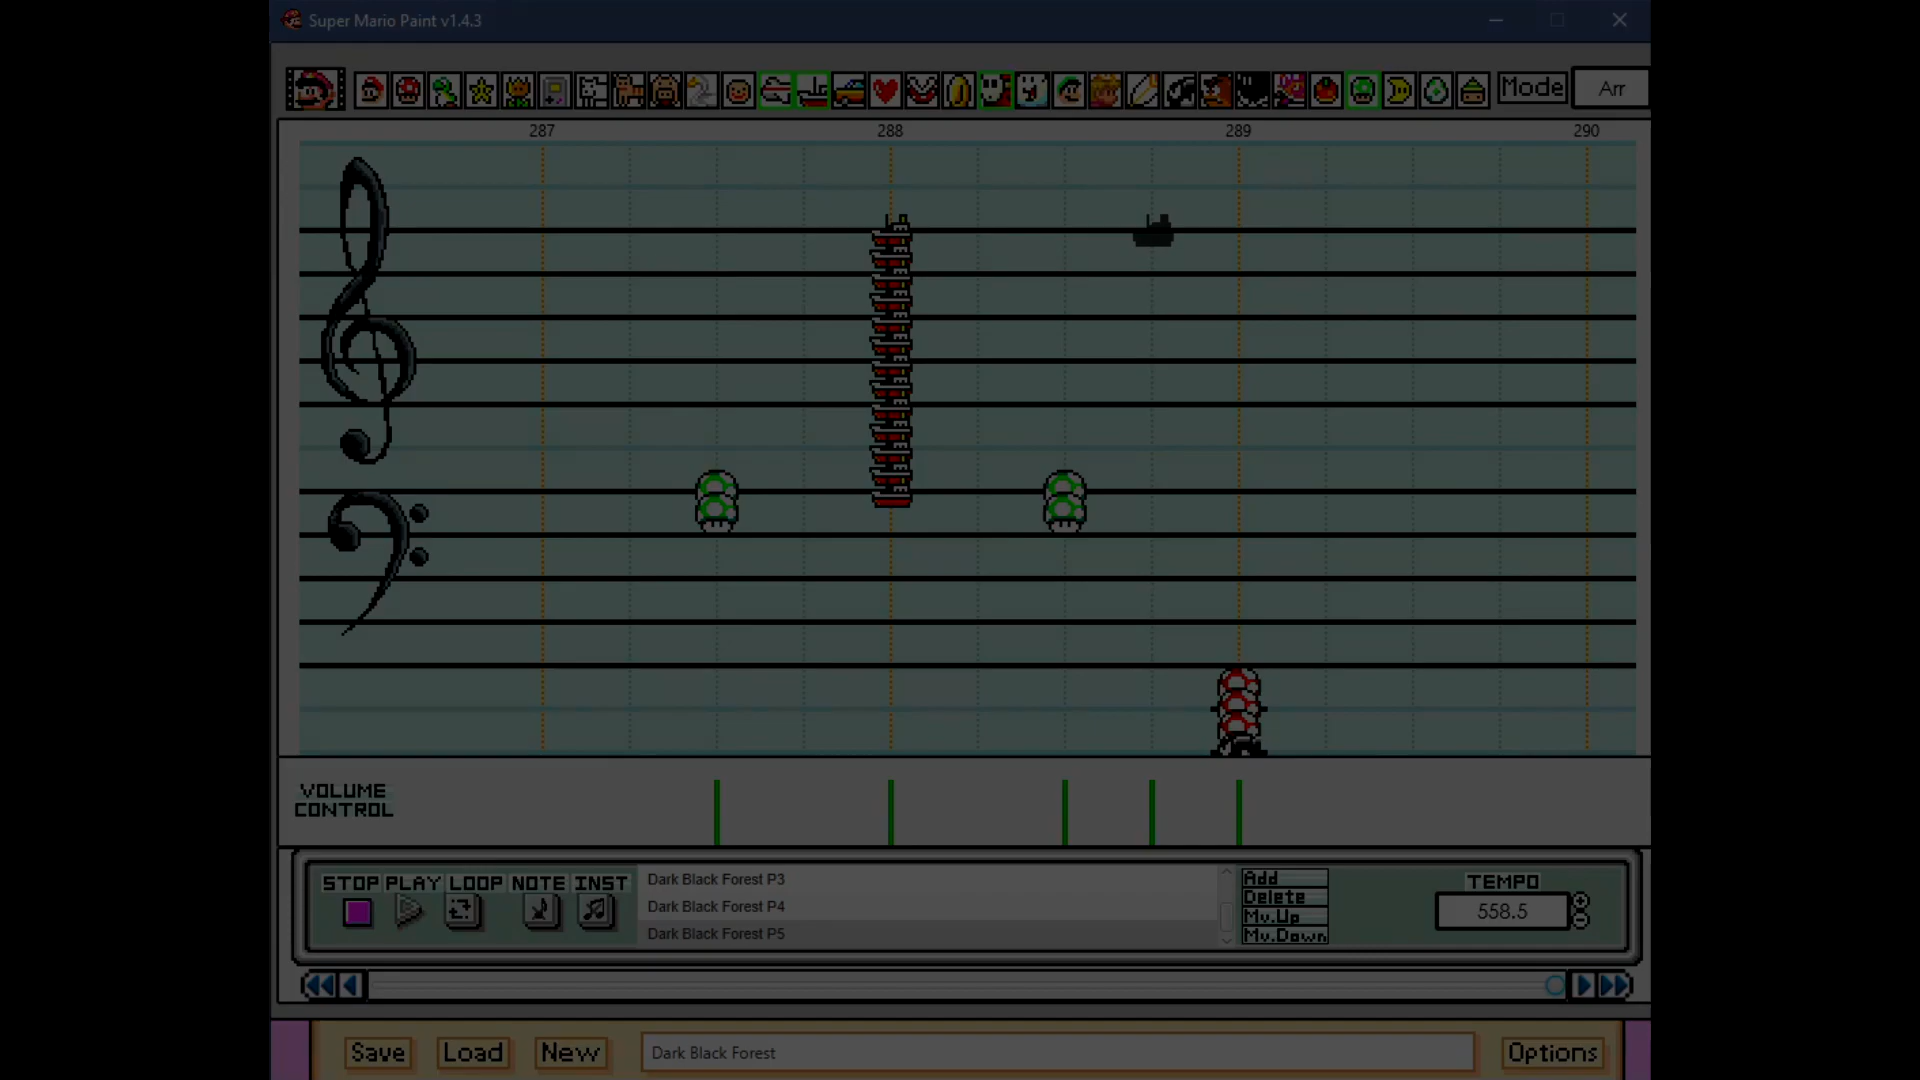 Super Mario Paint v1.4.3
Mode
Arr
287 288 289 290
VOLUME
CONTROL
STOP PLAY LOOP NOTE INST
Dark Black Forest P3
Dark Black Forest P4
Dark Black Forest P5
Add
Delete
Mv.Up
Mv.Down
TEMPO
558.5
Save
Load
New
Dark Black Forest
Options